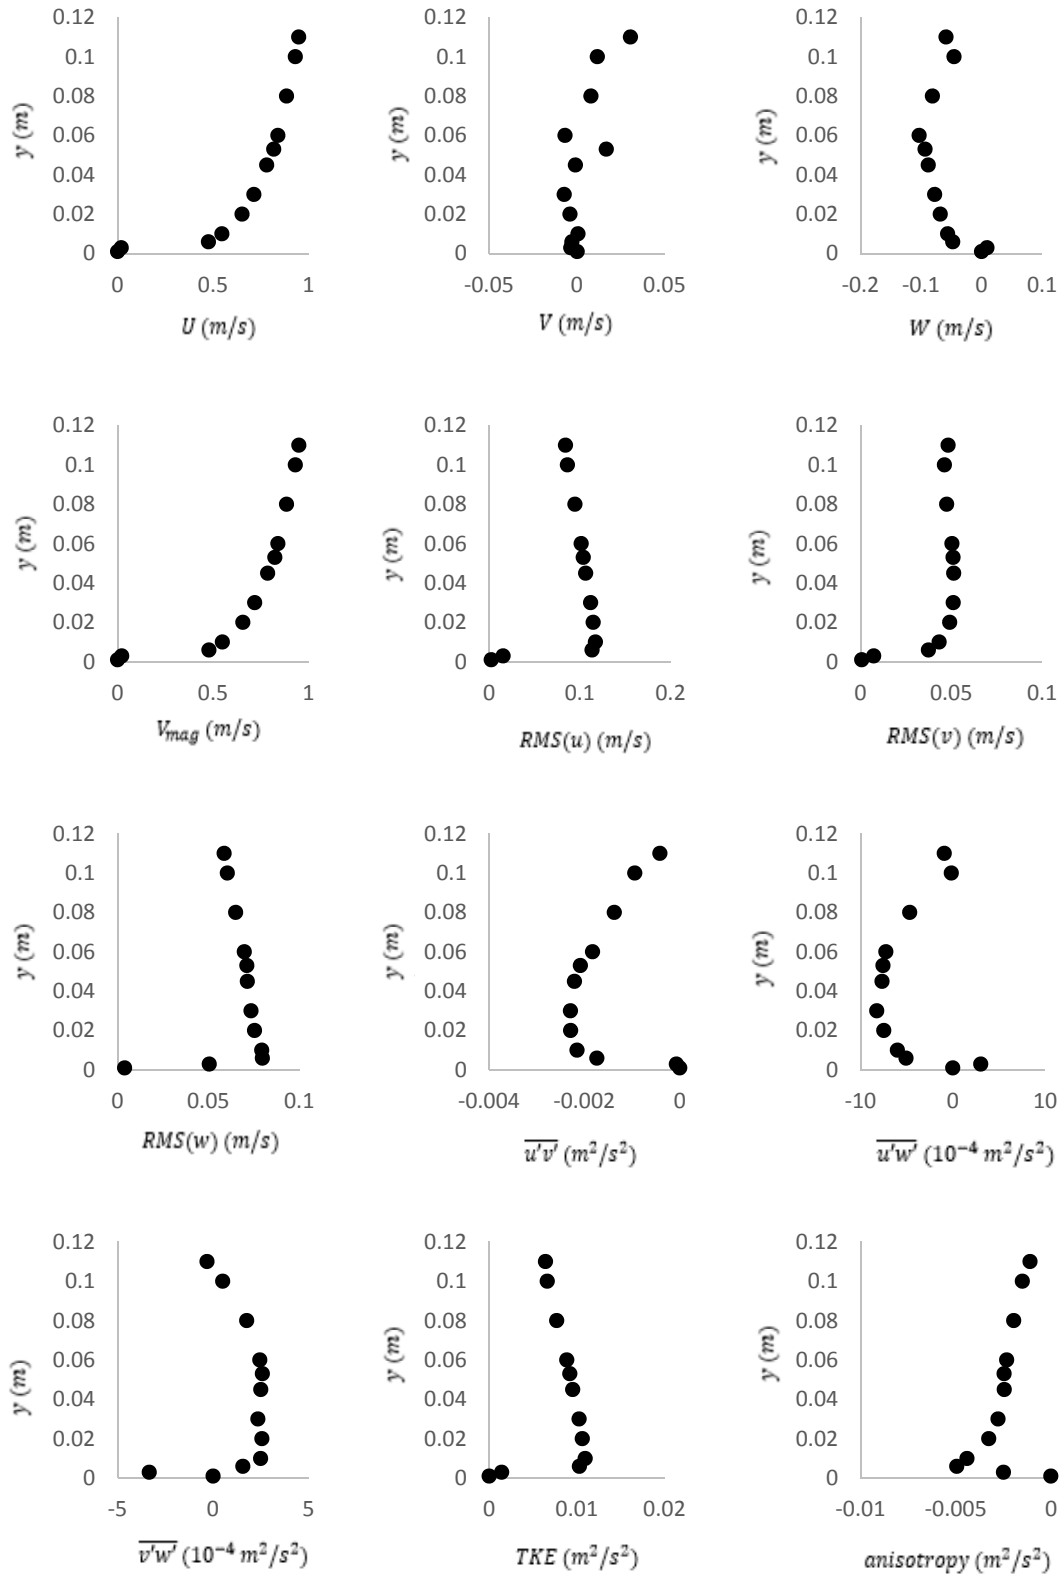 0.12 0.12 0.12
0.1 0.1 0.1
0.08 0.08 0.08
y (m) y (m) y (m)
0.06 0.06 0.06
0.04 0.04 0.04
0.02 0.02 0.02
0 0 0
0 0.5 1 -0.05 0 0.05 -0.2 -0.1 0 0.1
U (m/s) V (m/s) W (m/s)
0.12 0.12 0.12
0.1 0.1 0.1
0.08 0.08 0.08
y (m) y (m) y (m)
0.06 0.06 0.06
0.04 0.04 0.04
0.02 0.02 0.02
0 0 0
0 0.5 1 0 0.1 0.2 0 0.05 0.1
V_mag (m/s) RMS(u) (m/s) RMS(v) (m/s)
0.12 0.12 0.12
0.1 0.1 0.1
0.08 0.08 0.08
y (m) y (m) y (m)
0.06 0.06 0.06
0.04 0.04 0.04
0.02 0.02 0.02
0 0 0
0 0.05 0.1 -0.004 -0.002 0 -10 0 10
RMS(w) (m/s) u'v' (m²/s²) u'w' (10⁻⁴ m²/s²)
0.12 0.12 0.12
0.1 0.1 0.1
0.08 0.08 0.08
y (m) y (m) y (m)
0.06 0.06 0.06
0.04 0.04 0.04
0.02 0.02 0.02
0 0 0
-5 0 5 0 0.01 0.02 -0.01 -0.005 0
v'w' (10⁻⁴ m²/s²) TKE (m²/s²) anisotropy (m²/s²)